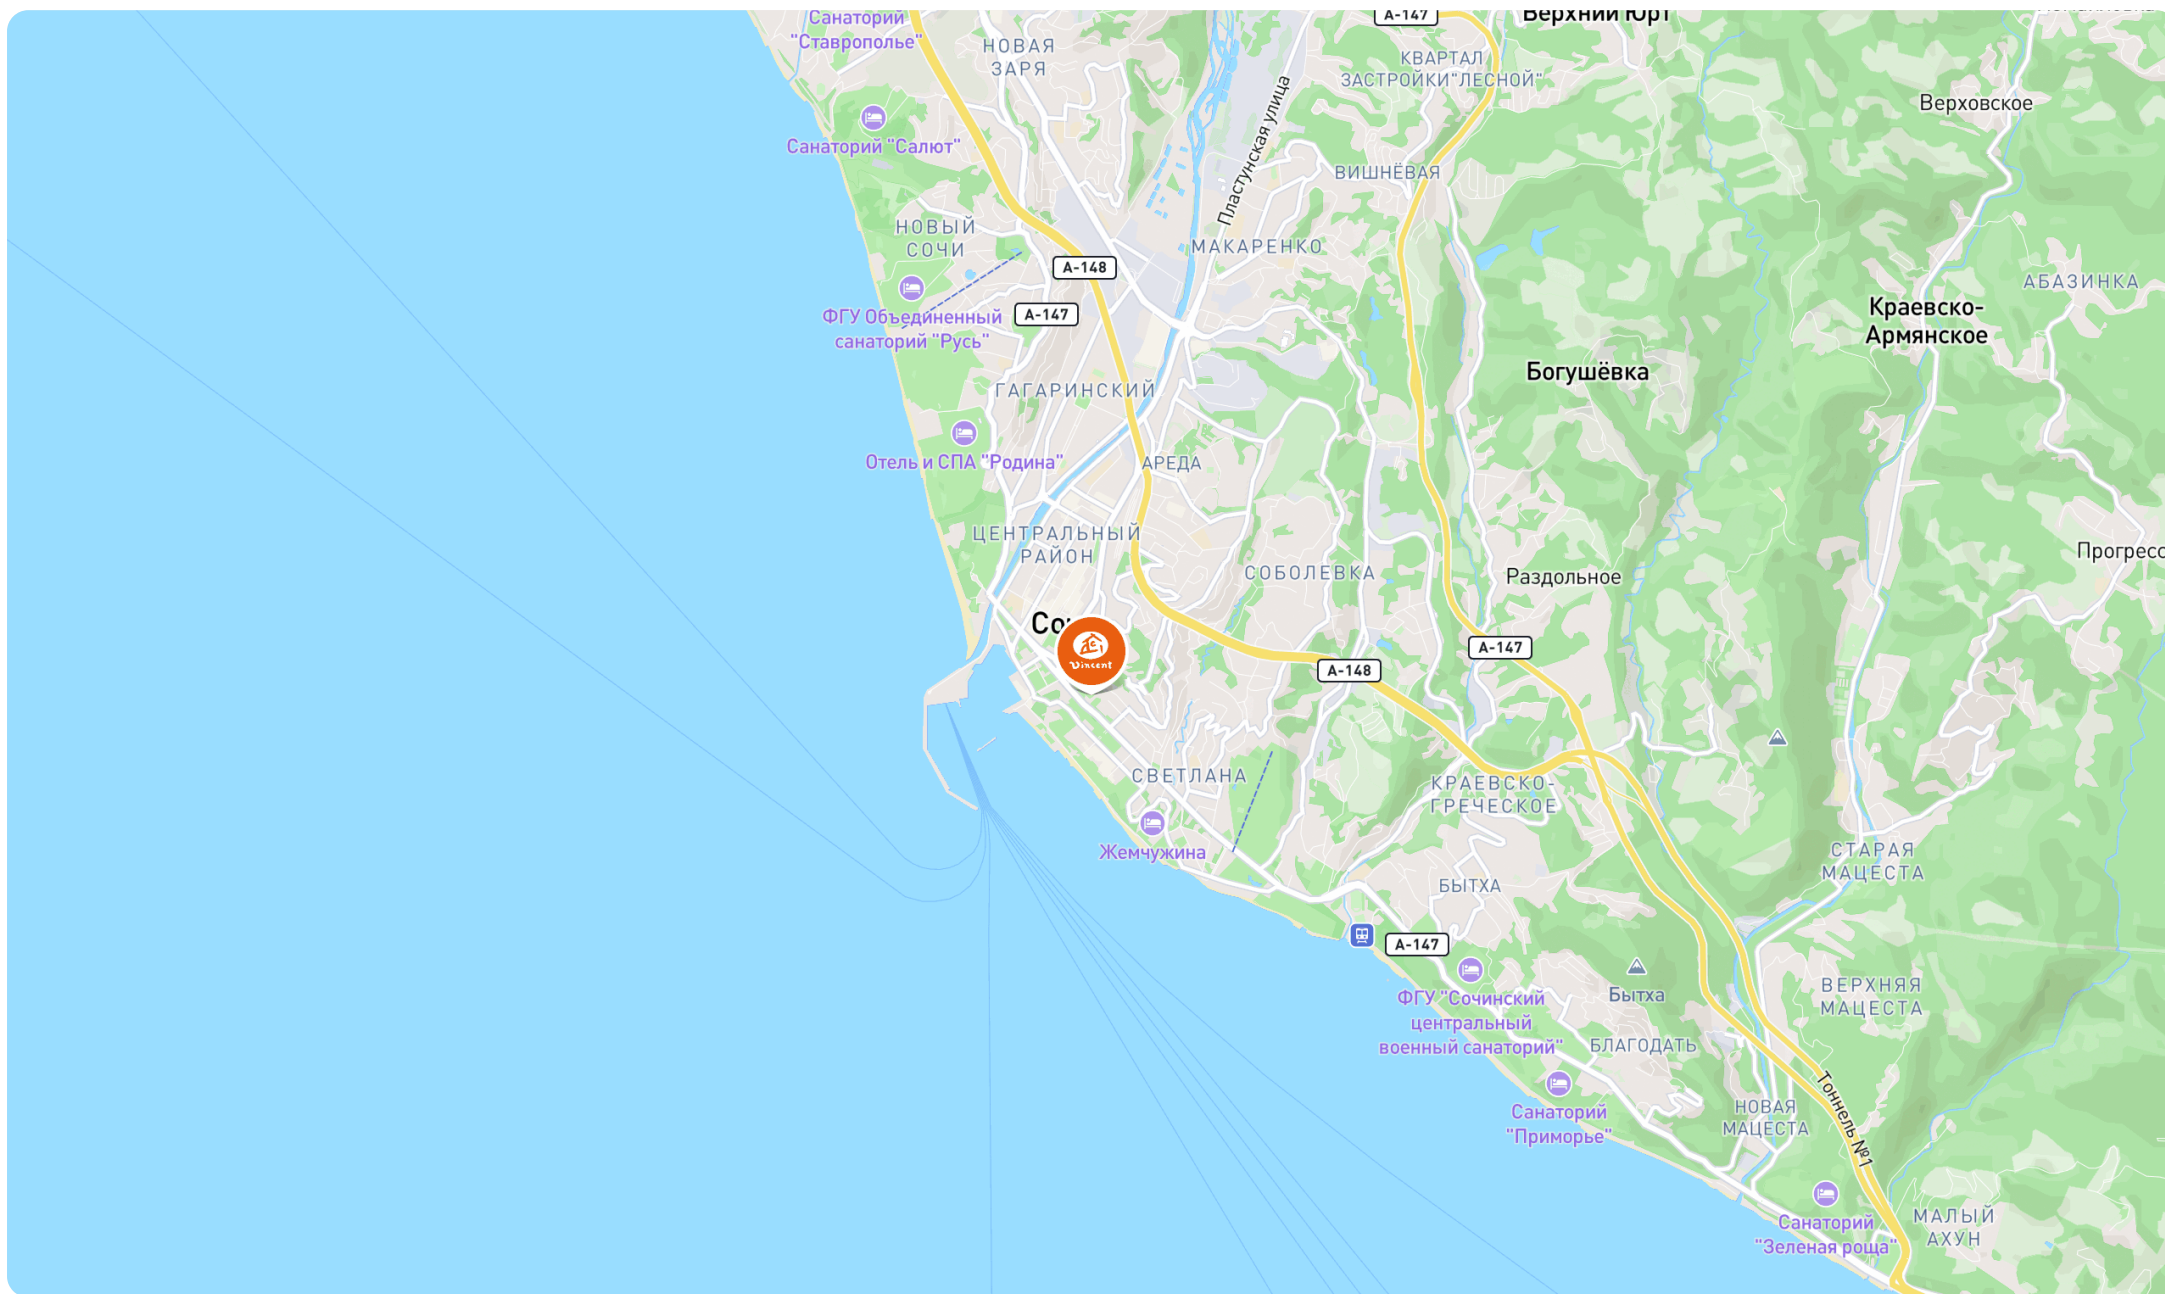 Санаторий
"Ставрополье"
НОВАЯ
ЗАРЯ
А-147
Верхний Юрт
КВАРТАЛ
ЗАСТРОЙКИ"ЛЕСНОЙ"
Верховское
Санаторий "Салют"
Пластунская улица
ВИШНЁВАЯ
НОВЫЙ
СОЧИ
МАКАРЕНКО
А-148
АБАЗИНКА
А-147
ФГУ Объединенный
санаторий "Русь"
Краевско-
Армянское
Богушёвка
ГАГАРИНСКИЙ
Отель и СПА "Родина"
АРЕДА
ЦЕНТРАЛЬНЫЙ
РАЙОН
Прогресс
СОБОЛЕВКА
Раздольное
Vincent
А-147
А-148
СВЕТЛАНА
КРАЕВСКО-
ГРЕЧЕСКОЕ
Жемчужина
СТАРАЯ
МАЦЕСТА
БЫТХА
А-147
ФГУ "Сочинский
центральный
военный санаторий"
Бытха
ВЕРХНЯЯ
МАЦЕСТА
БЛАГОДАТЬ
Санаторий
"Приморье"
НОВАЯ
МАЦЕСТА
Тоннель №1
Санаторий
"Зеленая роща"
МАЛЫЙ
АХУН